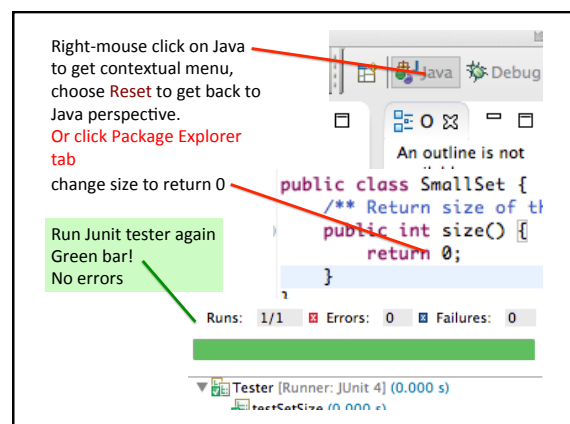 Right-mouse click on Java
to get contextual menu,
choose Reset to get back to
Java perspective.
Or click Package Explorer
tab
change size to return 0
Run Junit tester again
Green bar!
No errors
Java Debug
O
An outline is not
public class SmallSet {
/** Return size of th
public int size() {
return 0;
}
Runs: 1/1 Errors: 0 Failures: 0
Tester [Runner: JUnit 4] (0.000 s)
testSetSize (0.000 s)